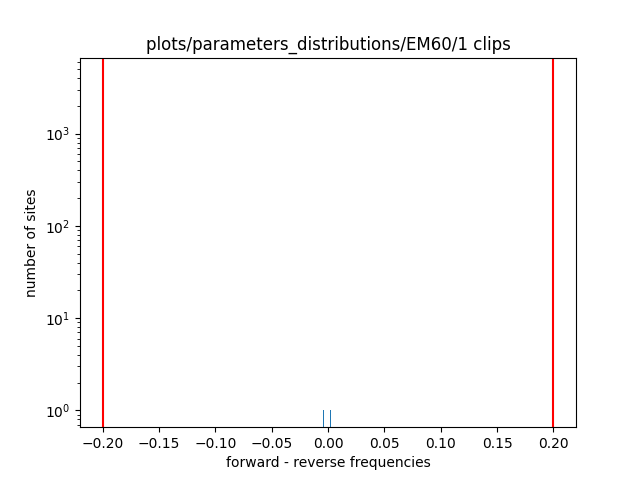 plots/parameters_distributions/EM60/1 clips
number of sites
10³
10²
10¹
10⁰
−0.20 −0.15 −0.10 −0.05 0.00 0.05 0.10 0.15 0.20
forward - reverse frequencies